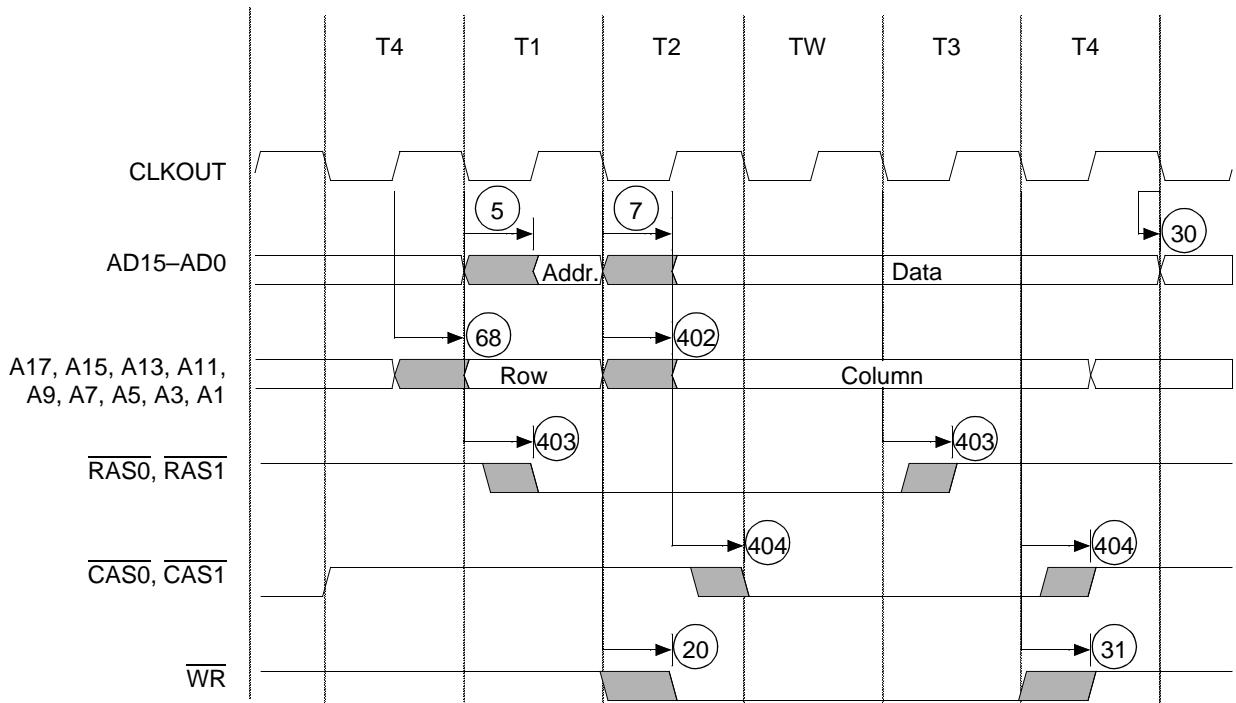 T4 T1 T2 TW T3 T4
CLKOUT
5 7 30
AD15–AD0 Addr. Data
68 402
A17, A15, A13, A11,
A9, A7, A5, A3, A1
Row Column
403 403
RAS0, RAS1
404 404
CAS0, CAS1
20 31
WR